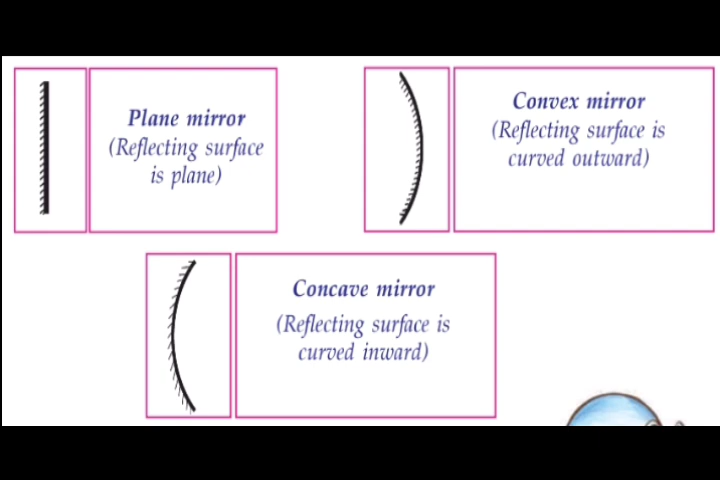 Plane mirror
(Reflecting surface
is plane)
Convex mirror
(Reflecting surface is
curved outward)
Concave mirror
(Reflecting surface is
curved inward)